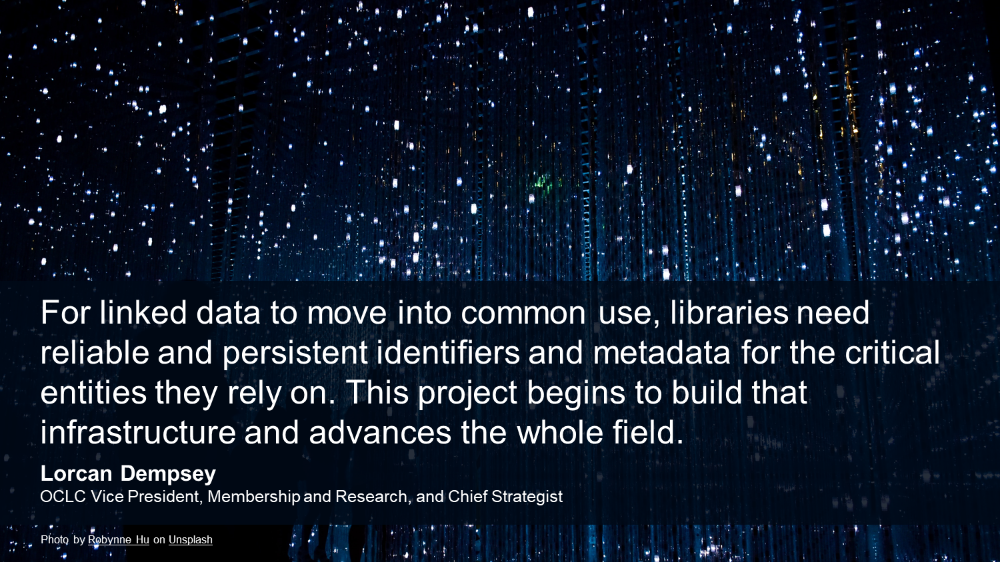 For linked data to move into common use, libraries need
reliable and persistent identifiers and metadata for the critical
entities they rely on. This project begins to build that
infrastructure and advances the whole field.
Lorcan Dempsey
OCLC Vice President, Membership and Research, and Chief Strategist
Photo by Robynne Hu on Unsplash